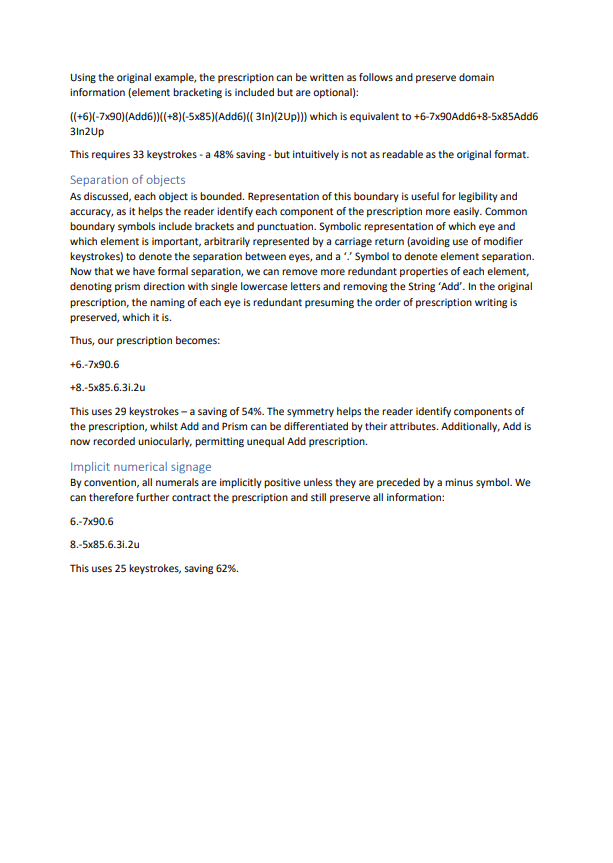 Using the original example, the prescription can be written as follows and preserve domain
information (element bracketing is included but are optional):
((+6)(-7x90)(Add6))((+8)(-5x85)(Add6)(( 3In)(2Up))) which is equivalent to +6-7x90Add6+8-5x85Add6
3In2Up
This requires 33 keystrokes - a 48% saving - but intuitively is not as readable as the original format.
Separation of objects
As discussed, each object is bounded. Representation of this boundary is useful for legibility and
accuracy, as it helps the reader identify each component of the prescription more easily. Common
boundary symbols include brackets and punctuation. Symbolic representation of which eye and
which element is important, arbitrarily represented by a carriage return (avoiding use of modifier
keystrokes) to denote the separation between eyes, and a ‘.’ Symbol to denote element separation.
Now that we have formal separation, we can remove more redundant properties of each element,
denoting prism direction with single lowercase letters and removing the String ‘Add’. In the original
prescription, the naming of each eye is redundant presuming the order of prescription writing is
preserved, which it is.
Thus, our prescription becomes:
+6.-7x90.6
+8.-5x85.6.3i.2u
This uses 29 keystrokes – a saving of 54%. The symmetry helps the reader identify components of
the prescription, whilst Add and Prism can be differentiated by their attributes. Additionally, Add is
now recorded uniocularly, permitting unequal Add prescription.
Implicit numerical signage
By convention, all numerals are implicitly positive unless they are preceded by a minus symbol. We
can therefore further contract the prescription and still preserve all information:
6.-7x90.6
8.-5x85.6.3i.2u
This uses 25 keystrokes, saving 62%.